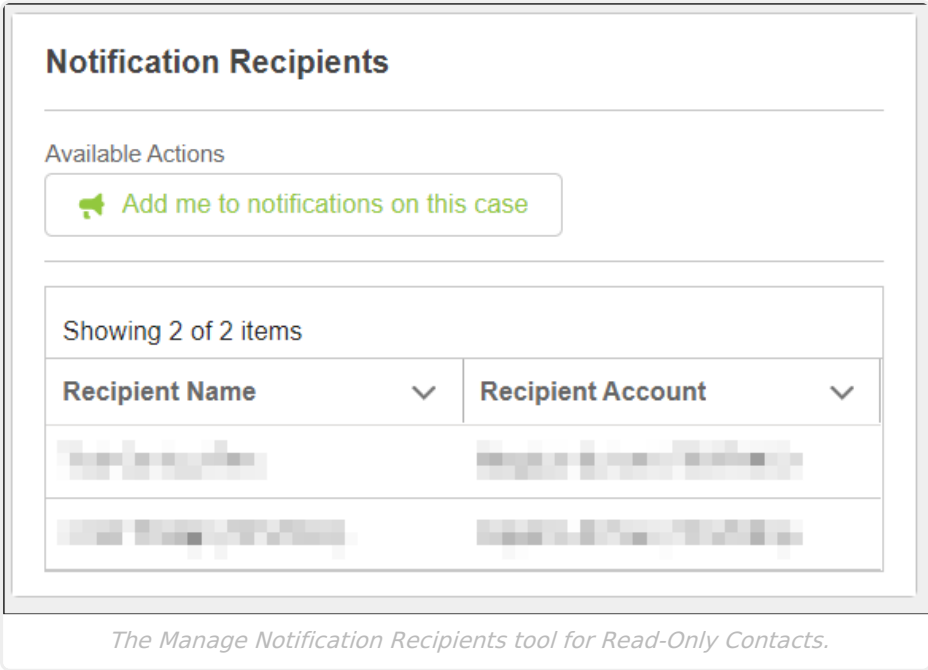 Notification Recipients
Available Actions
Add me to notifications on this case
Showing 2 of 2 items
Recipient Name Recipient Account
The Manage Notification Recipients tool for Read-Only Contacts.